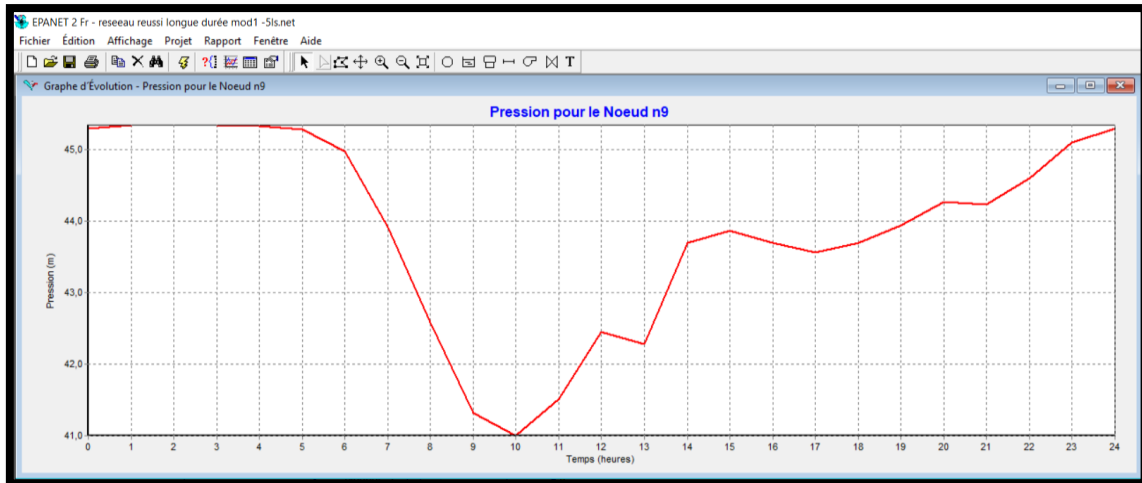 EPANET 2 Fr - reseeau reussi longue durée mod1 -5ls.net
Fichier Édition Affichage Projet Rapport Fenêtre Aide
T
Graphe d'Évolution - Pression pour le Noeud n9
Pression pour le Noeud n9
45,0
44,0
43,0
42,0
41,0
Pression (m)
0 1 2 3 4 5 6 7 8 9 10 11 12 13 14 15 16 17 18 19 20 21 22 23 24
Temps (heures)